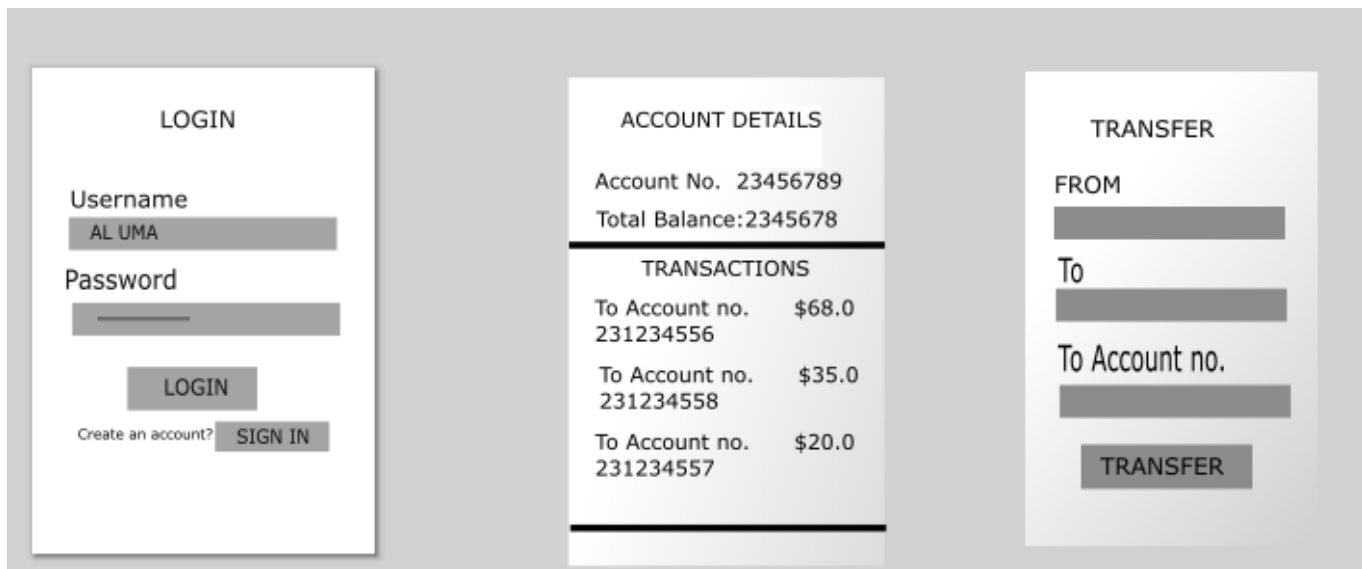 LOGIN
Username
AL UMA
Password
LOGIN
Create an account? SIGN IN
ACCOUNT DETAILS
Account No. 23456789
Total Balance:2345678
TRANSACTIONS
To Account no. $68.0
231234556
To Account no. $35.0
231234558
To Account no. $20.0
231234557
TRANSFER
FROM
To
To Account no.
TRANSFER